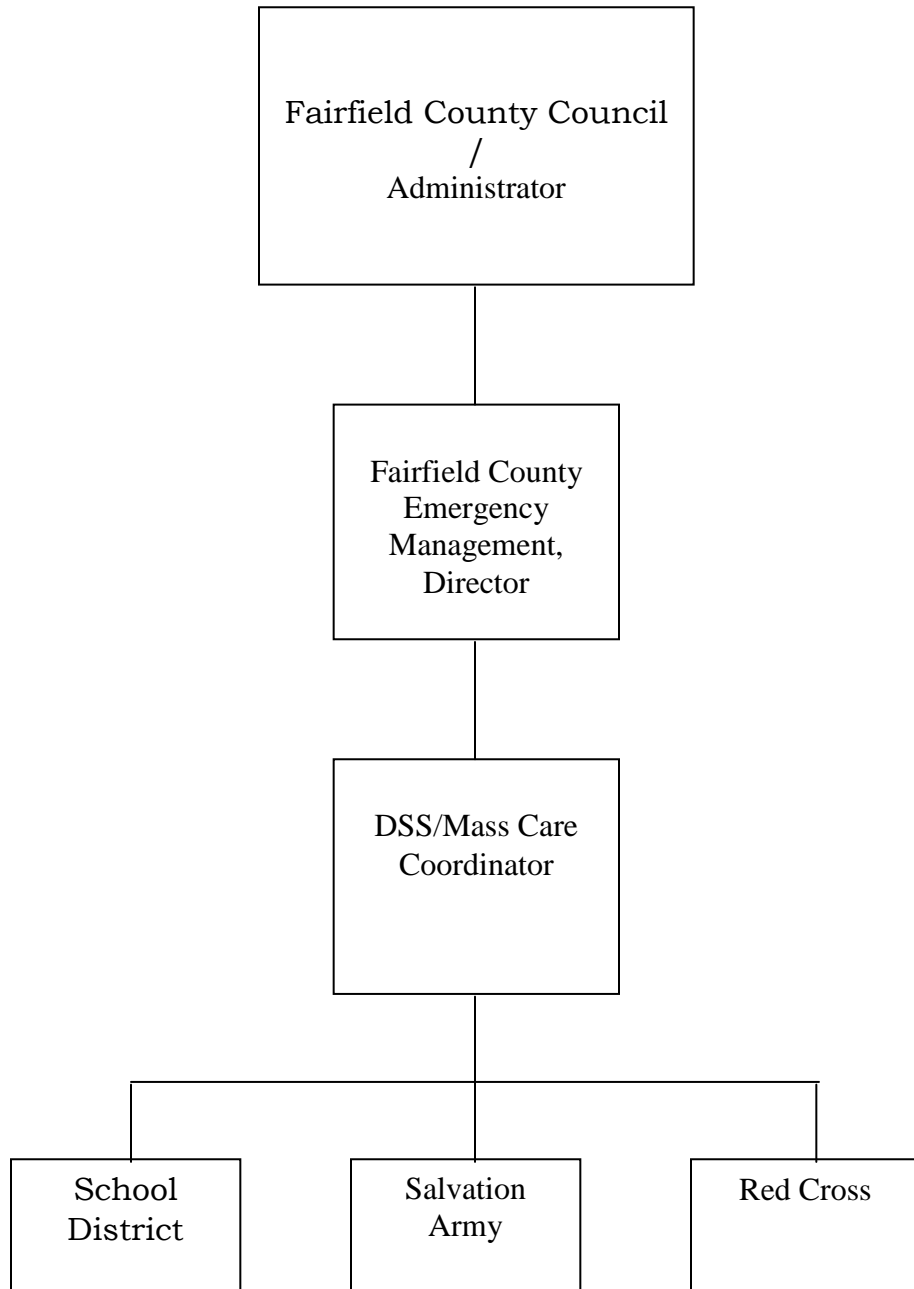 Fairfield County Council
/
Administrator
Fairfield County
Emergency
Management,
Director
DSS/Mass Care
Coordinator
School
District
Salvation
Army
Red Cross